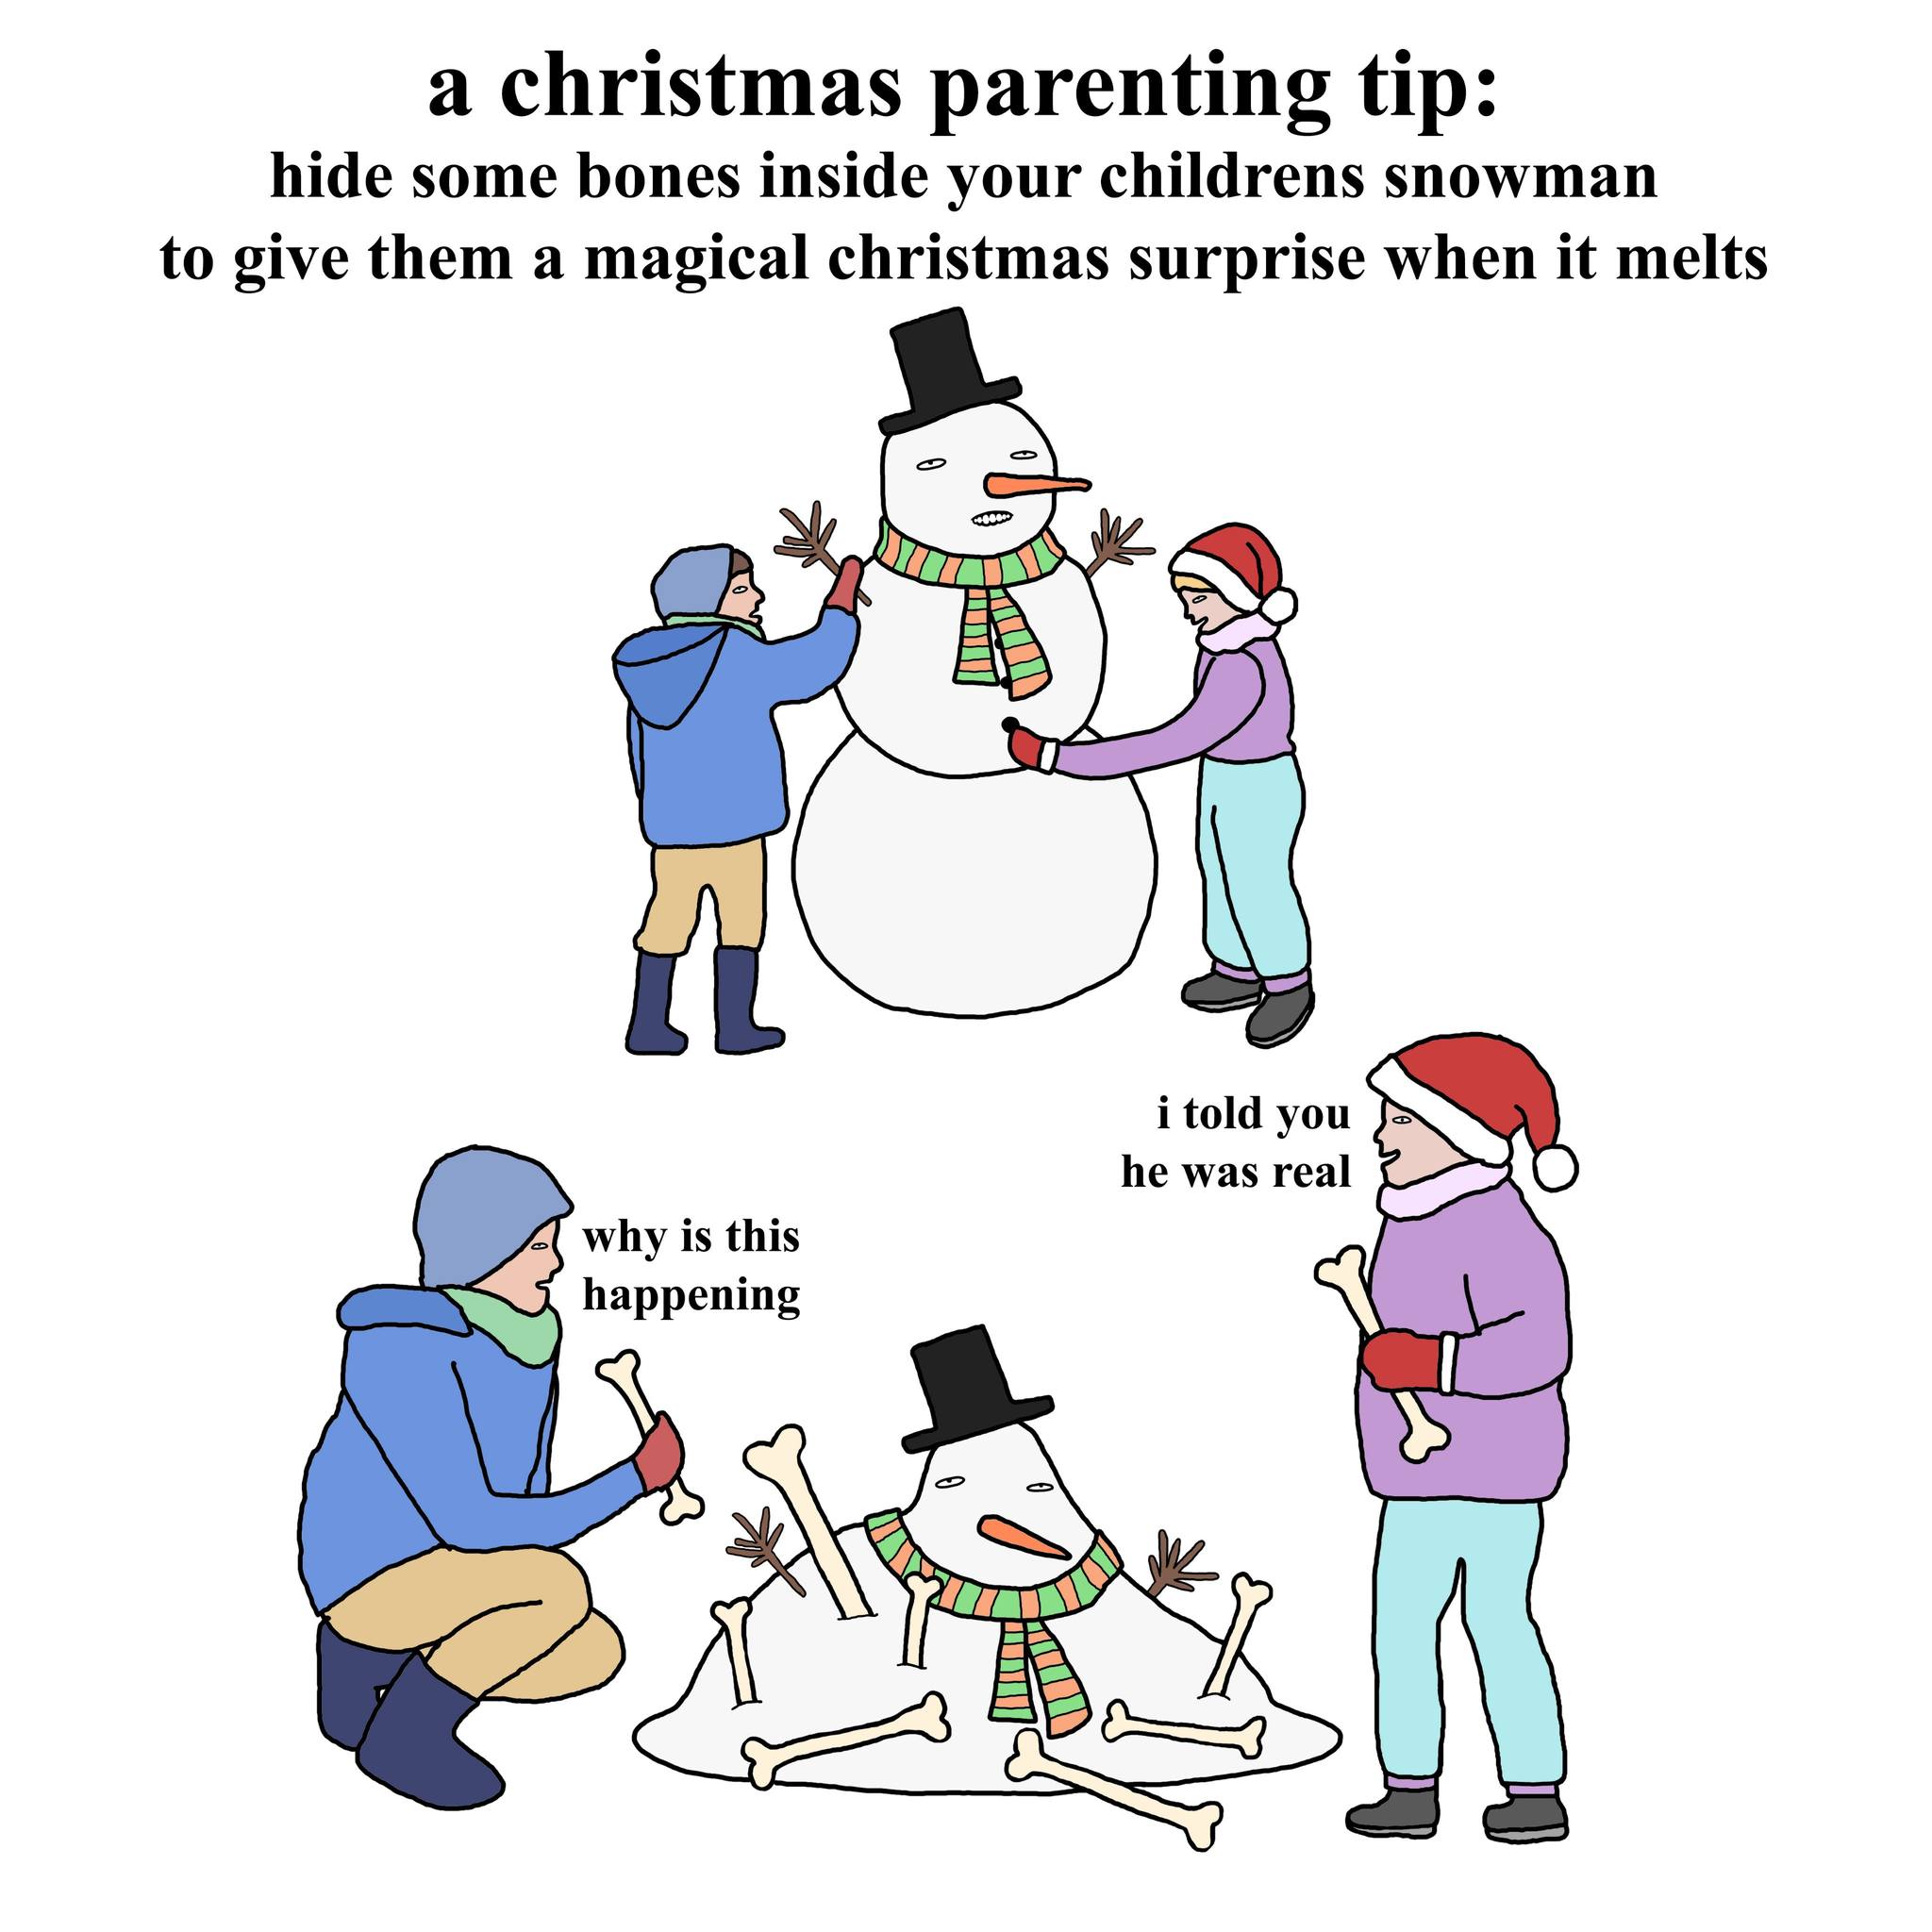 a christmas parenting tip:
hide some bones inside your childrens snowman
to give them a magical christmas surprise when it melts
i told you
he was real
why is this
happening